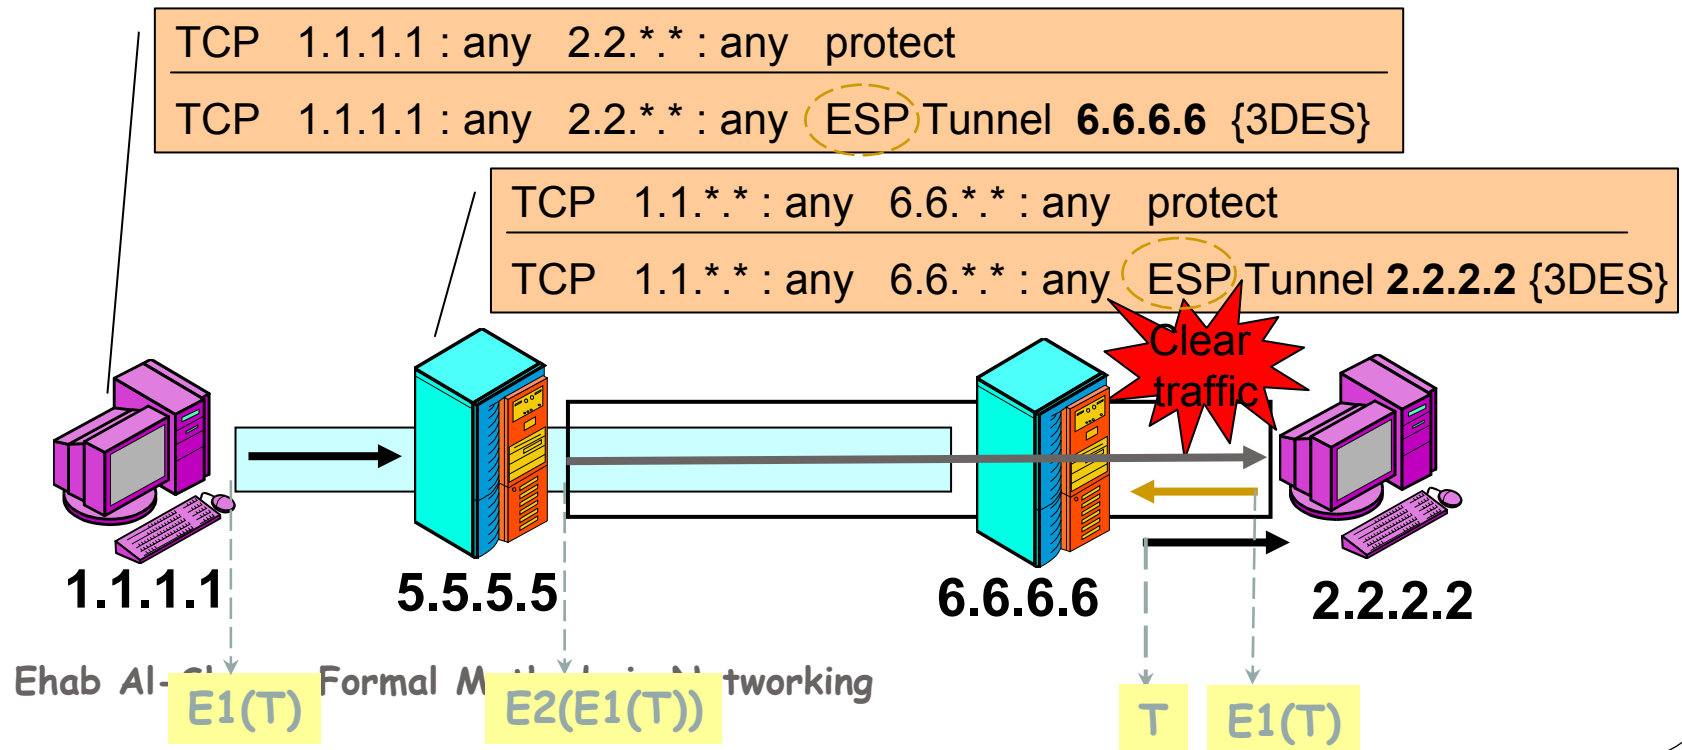 TCP 1.1.1.1 : any 2.2.*.* : any protect
TCP 1.1.1.1 : any 2.2.*.* : any ESP Tunnel 6.6.6.6 {3DES}
TCP 1.1.*.* : any 6.6.*.* : any protect
TCP 1.1.*.* : any 6.6.*.* : any ESP Tunnel 2.2.2.2 {3DES}
Clear
traffic
1.1.1.1 5.5.5.5 6.6.6.6 2.2.2.2
Ehab Formal Networking
E1(T) E2(E1(T)) T E1(T)